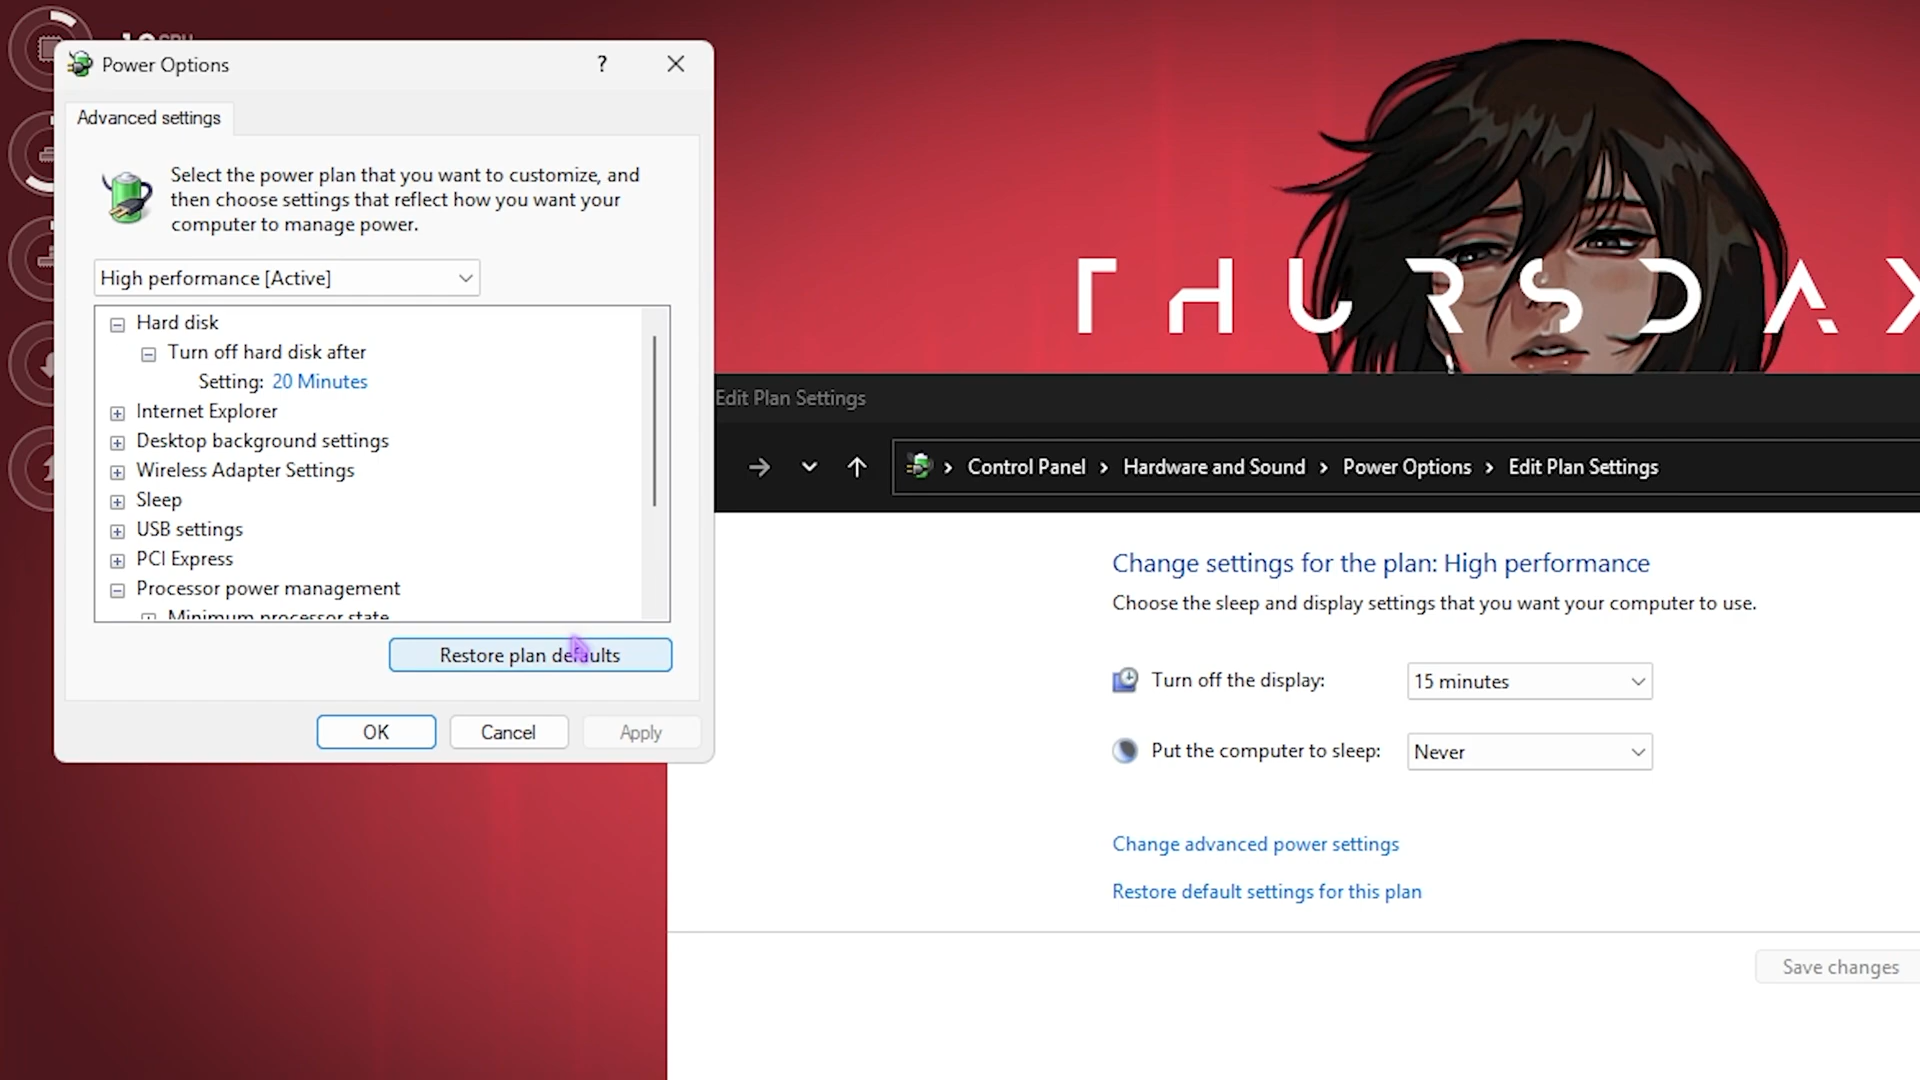 Power Options
?
Advanced settings
Select the power plan that you want to customize, and
then choose settings that reflect how you want your
computer to manage power.
High performance [Active]
Hard disk
Turn off hard disk after
Setting: 20 Minutes
Internet Explorer
Desktop background settings
Wireless Adapter Settings
Sleep
USB settings
PCI Express
Processor power management
Minimum processor state
Restore plan defaults
OK
Cancel
Apply
THURSDAY
Edit Plan Settings
Control Panel > Hardware and Sound > Power Options > Edit Plan Settings
Change settings for the plan: High performance
Choose the sleep and display settings that you want your computer to use.
Turn off the display:
15 minutes
Put the computer to sleep:
Never
Change advanced power settings
Restore default settings for this plan
Save changes